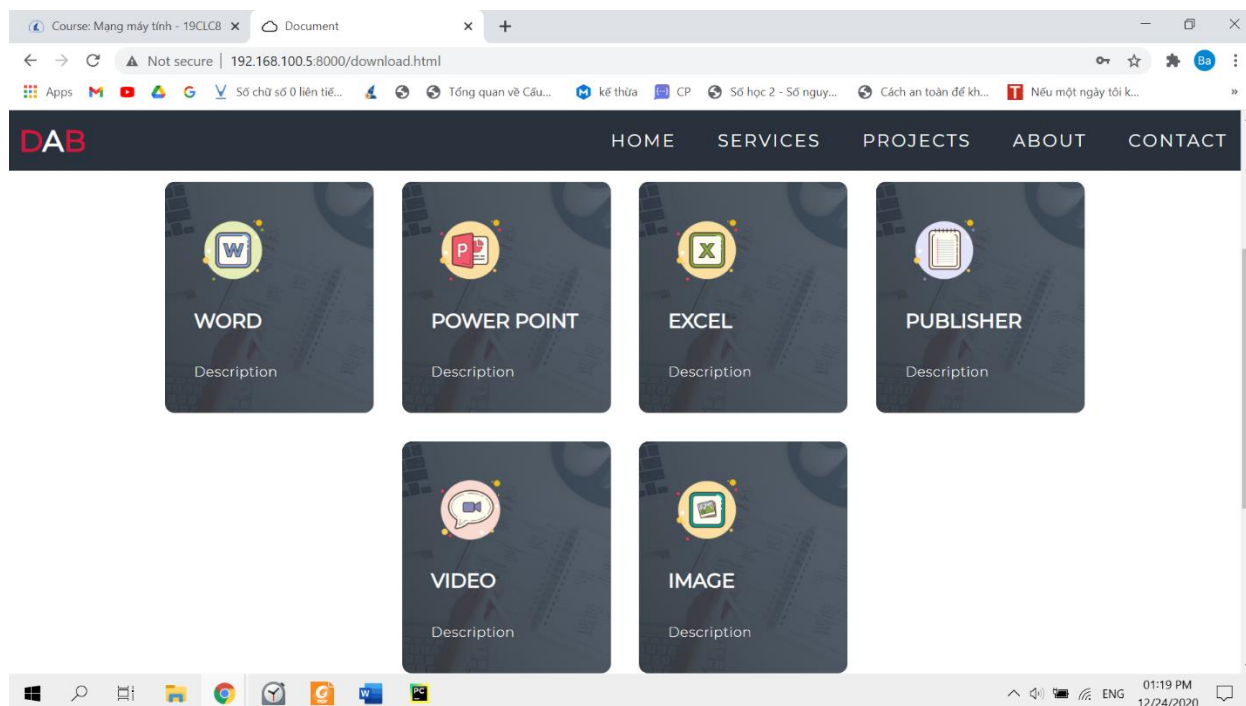 Course: Mạng máy tính - 19CLC8
Document
Not secure | 192.168.100.5:8000/download.html
Ba
Apps
Số chữ số 0 liên tiế...
Tổng quan về Cấu...
kế thừa
CP
Số học 2 - Số nguy...
Cách an toàn để kh...
Nếu một ngày tôi k...
DAB
HOME SERVICES PROJECTS ABOUT CONTACT
WORD
Description
POWER POINT
Description
EXCEL
Description
PUBLISHER
Description
VIDEO
Description
IMAGE
Description
ENG
01:19 PM
12/24/2020